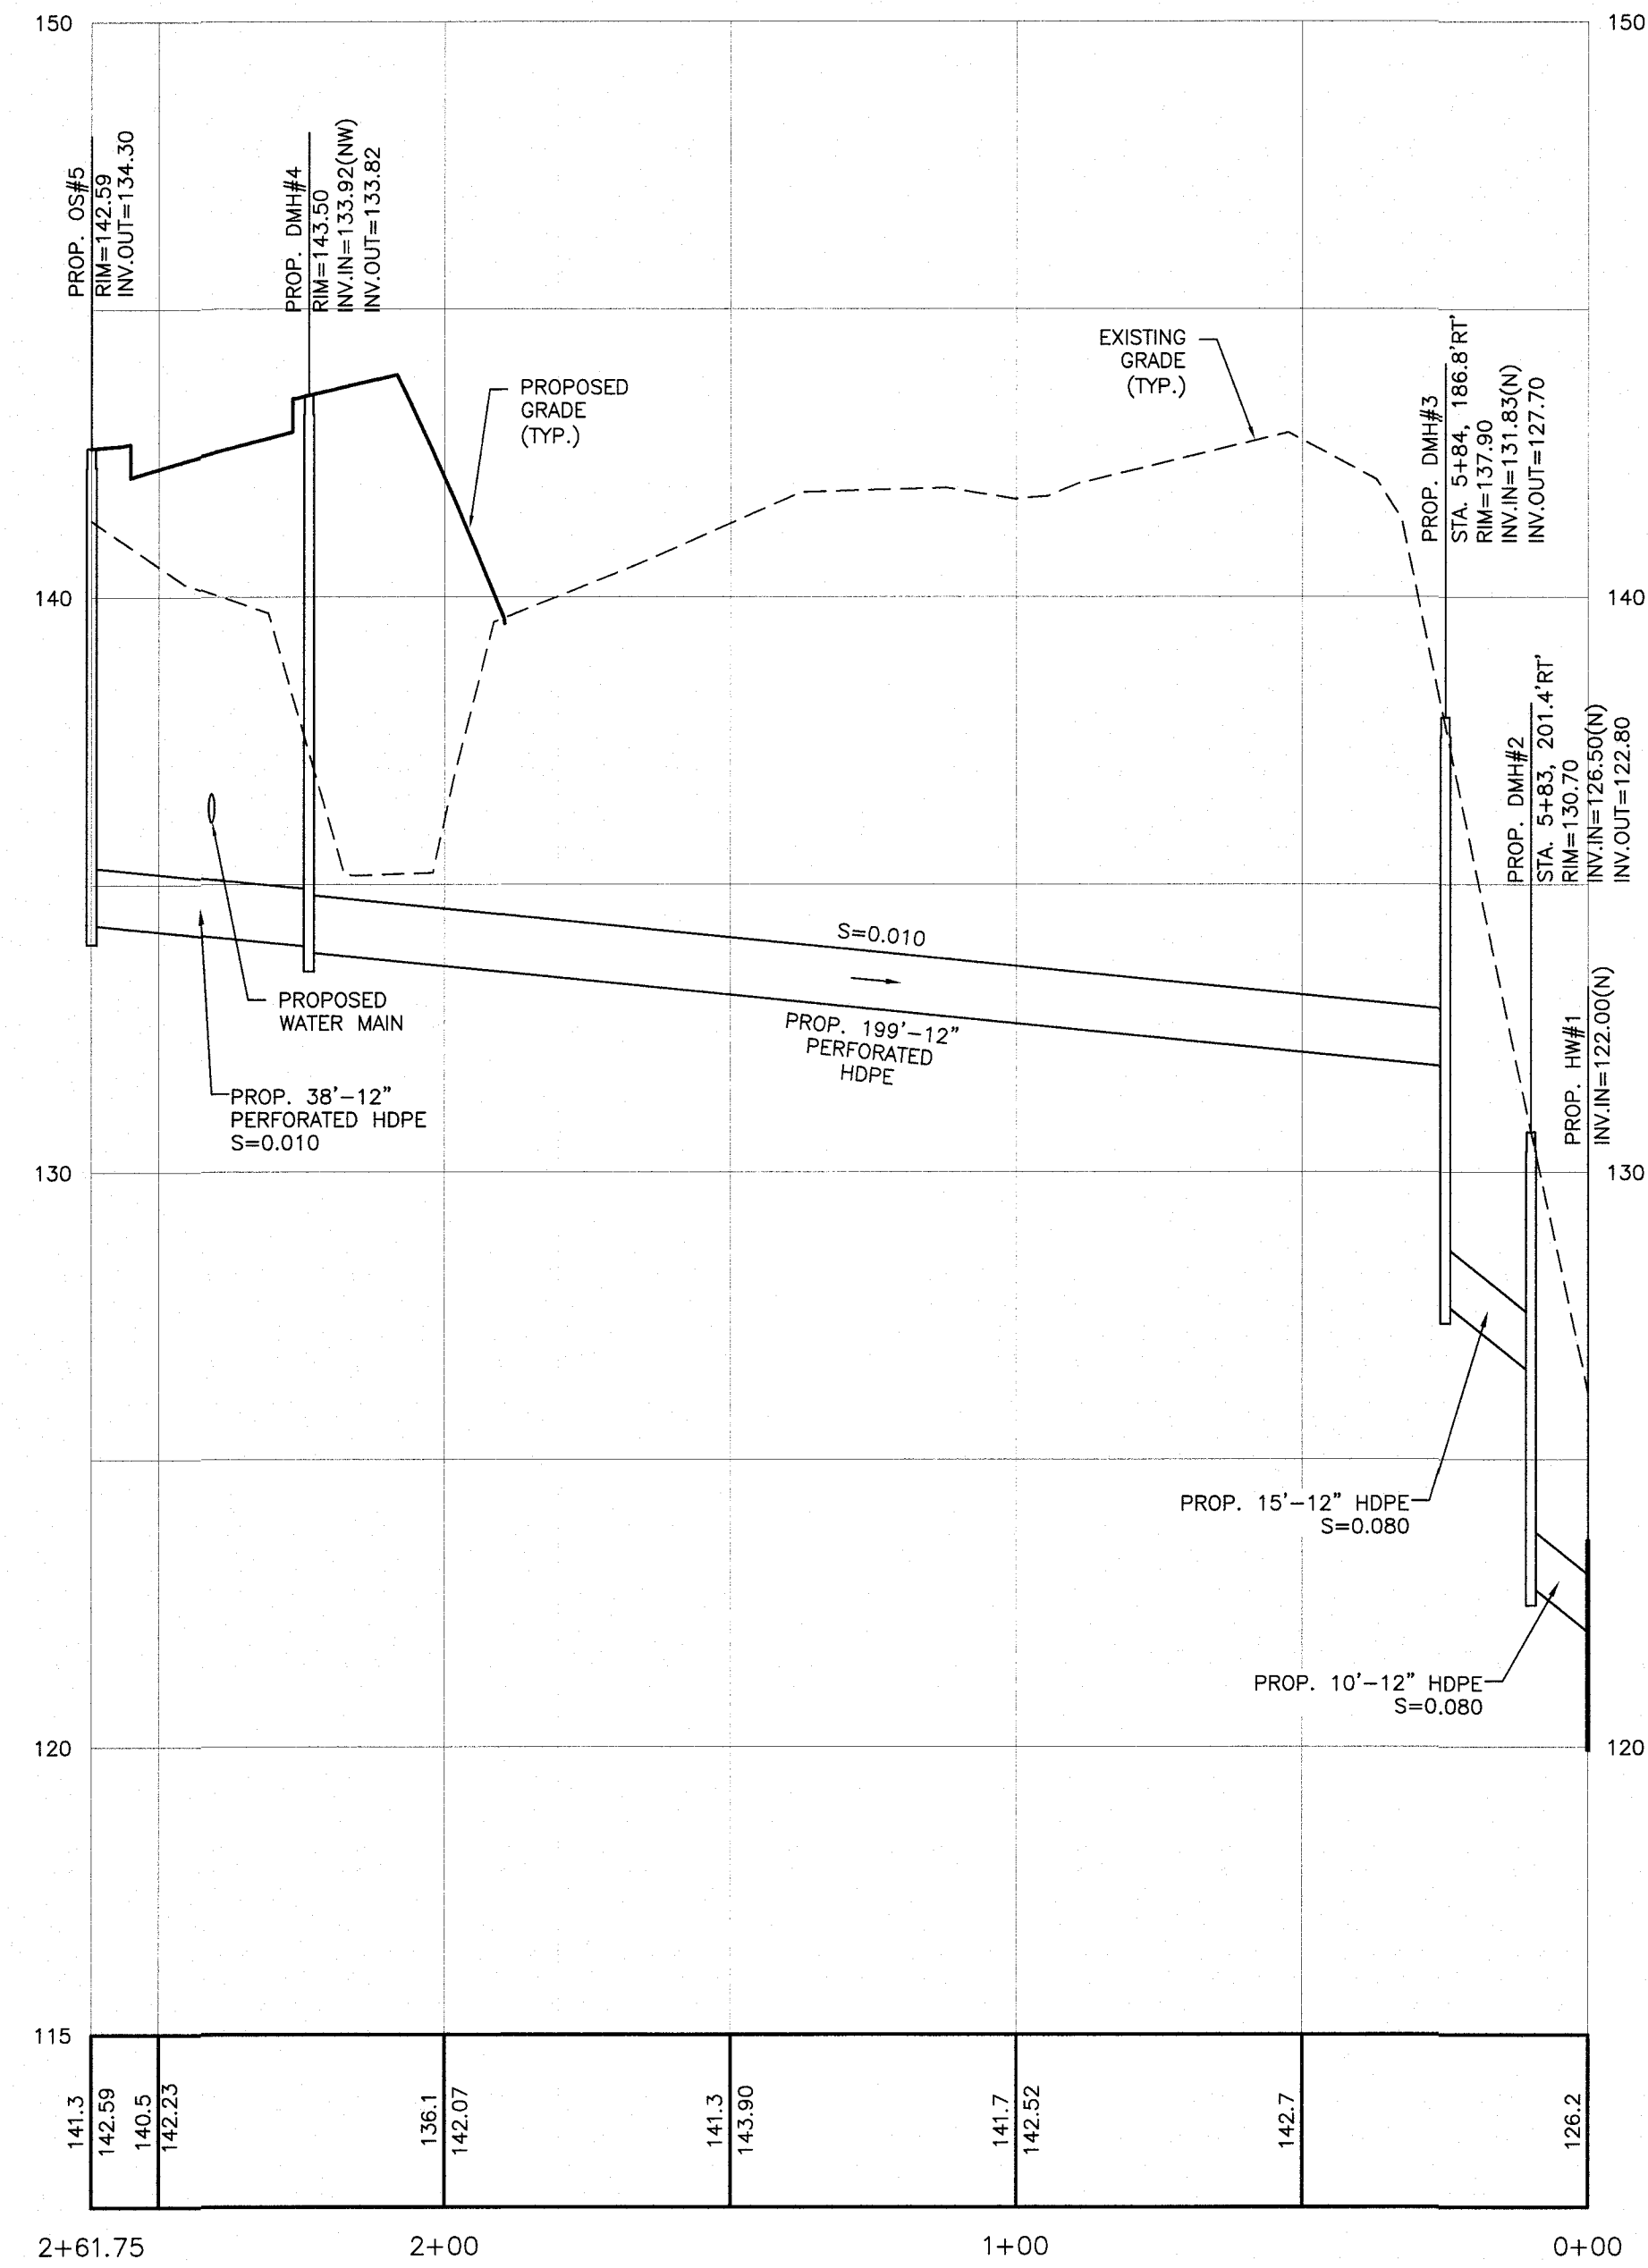 150
150
PROP. OS#5
RIM=142.59
INV.OUT=134.30
PROP. DMH#4
RIM=143.50
INV.IN=133.92(NW)
INV.OUT=133.82
PROPOSED
GRADE
(TYP.)
EXISTING
GRADE
(TYP.)
PROP. DMH#3
STA. 5+84, 186.8'RT'
RIM=137.90
INV.IN=131.83(N)
INV.OUT=127.70
140
140
PROP. DMH#2
STA. 5+83, 201.4'RT'
RIM=130.70
INV.IN=126.50(N)
INV.OUT=122.80
S=0.010
PROPOSED
WATER MAIN
PROP. 199'-12"
PERFORATED
HDPE
PROP. HW#1
INV.IN=122.00(N)
PROP. 38'-12"
PERFORATED HDPE
S=0.010
130
130
PROP. 15'-12" HDPE
S=0.080
PROP. 10'-12" HDPE
S=0.080
120
120
115
115
141.3
142.59
140.5
142.23
136.1
142.07
141.3
143.90
141.7
142.52
142.7
126.2
2+61.75
2+00
1+00
0+00